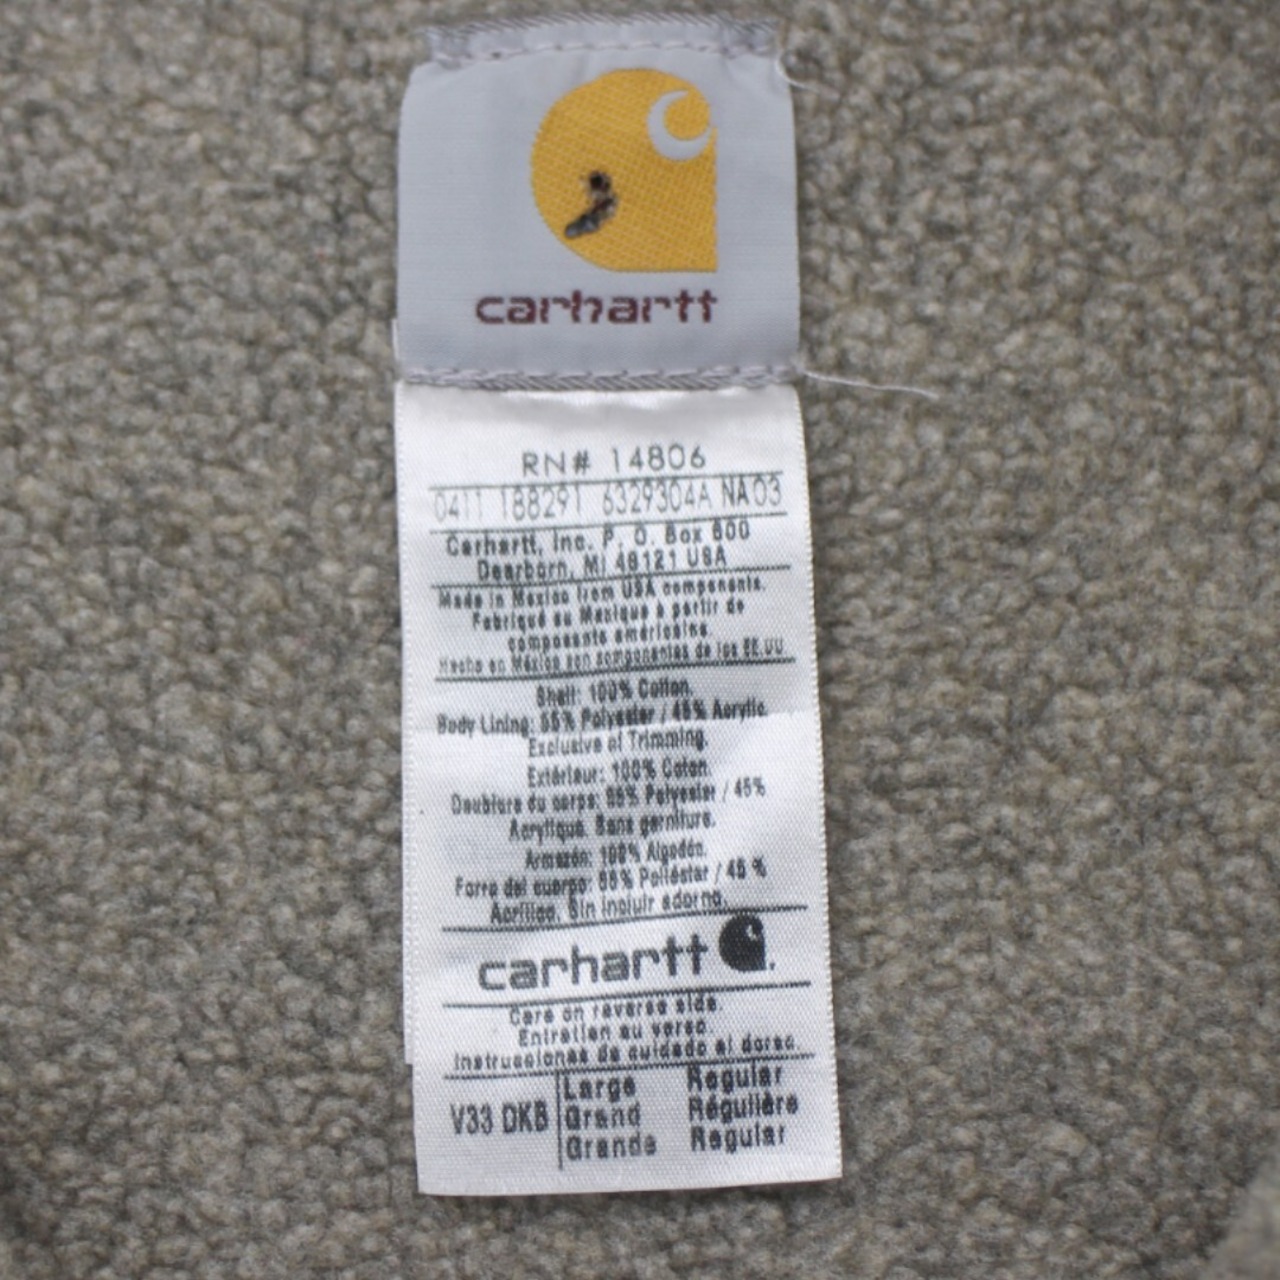 carhartt
RN# 14806
0411 188291 6329304A NA03
Carhartt, Inc. P. O. Box 600
Dearborn, MI 48121 USA
Made in Mexico from USA components.
Fabriqué au Mexique à partir de
composants américains.
Hecho en México con componentes de los EE.UU.
Shell: 100% Cotton.
Body Lining: 55% Polyester / 45% Acrylic
Exclusive of Trimming.
Extérieur: 100% Coton.
Doublure du corps: 55% Polyester / 45%
Acrylique. Sans garniture.
Armazón: 100% Algodón.
Forro del cuerpo: 55% Poliéster / 45 %
Acrílico. Sin incluir adorno.
carhartt
Care on reverse side.
Entretien au verso.
Instrucciones de cuidado al dorso.
V33 DKB
Large Regular
Grand Régulière
Grande Regular